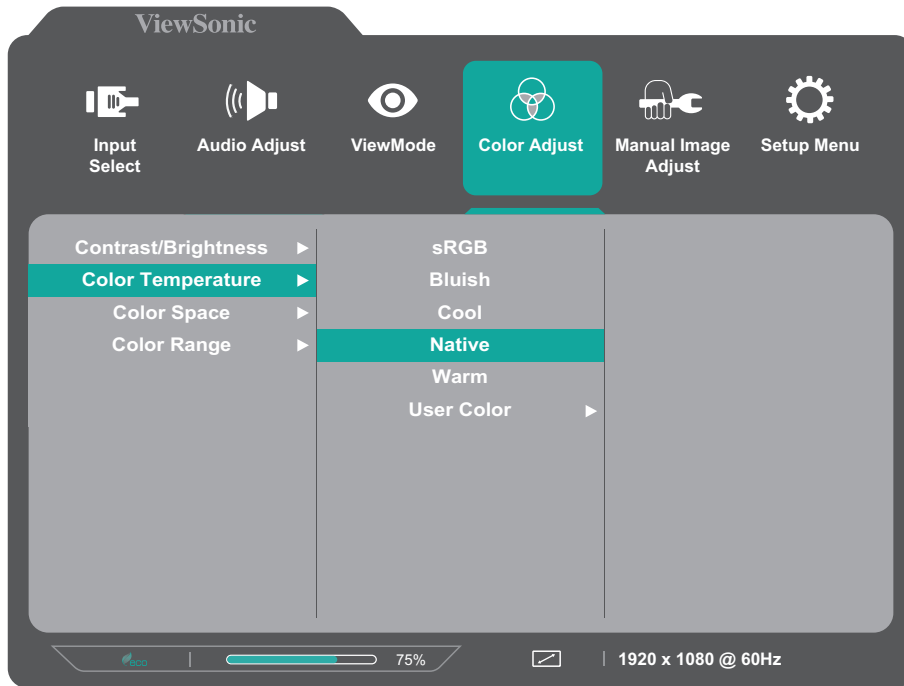 ViewSonic
Input
Select
Audio Adjust
ViewMode
Color Adjust
Manual Image
Adjust
Setup Menu
Contrast/Brightness
Color Temperature
Color Space
Color Range
sRGB
Bluish
Cool
Native
Warm
User Color
eco
75%
1920 x 1080 @ 60Hz